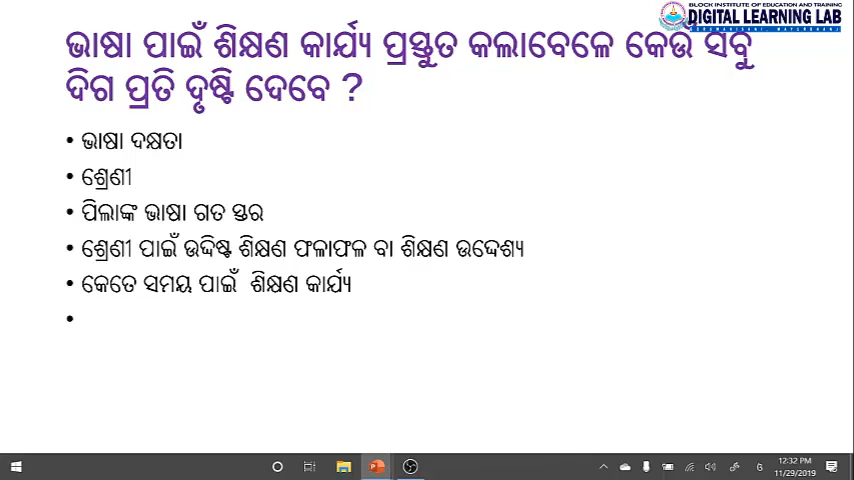 BLOCK INSTITUTE OF EDUCATION AND TRAINING
DIGITAL LEARNING LAB
ଭାଷା ପାଇଁ ଶିକ୍ଷଣ କାର୍ଯ୍ୟ ପ୍ରସ୍ତୁତ କଲାବେଳେ କେଉଁ ସବୁ
ଦିଗ ପ୍ରତି ଦୃଷ୍ଟି ଦେବେ ?
• ଭାଷା ଦକ୍ଷତା
• ଶ୍ରେଣୀ
• ପିଲାଙ୍କ ଭାଷା ଗତ ସ୍ତର
• ଶ୍ରେଣୀ ପାଇଁ ଉଦ୍ଦିଷ୍ଟ ଶିକ୍ଷଣ ଫଳାଫଳ ବା ଶିକ୍ଷଣ ଉଦ୍ଦେଶ୍ୟ
• କେତେ ସମୟ ପାଇଁ ଶିକ୍ଷଣ କାର୍ଯ୍ୟ
•
12:32 PM
11/29/2019